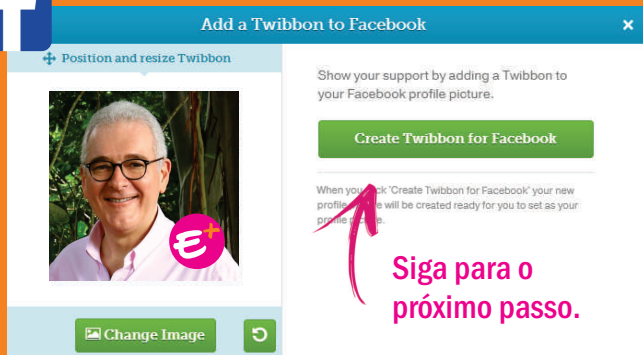 Add a Twibbon to Facebook
Position and resize Twibbon
Show your support by adding a Twibbon to
your Facebook profile picture.
Create Twibbon for Facebook
When you 'Create Twibbon for Facebook' your new
profile will be created ready for you to set as your
profile
Siga para o
próximo passo.
Change Image
E+